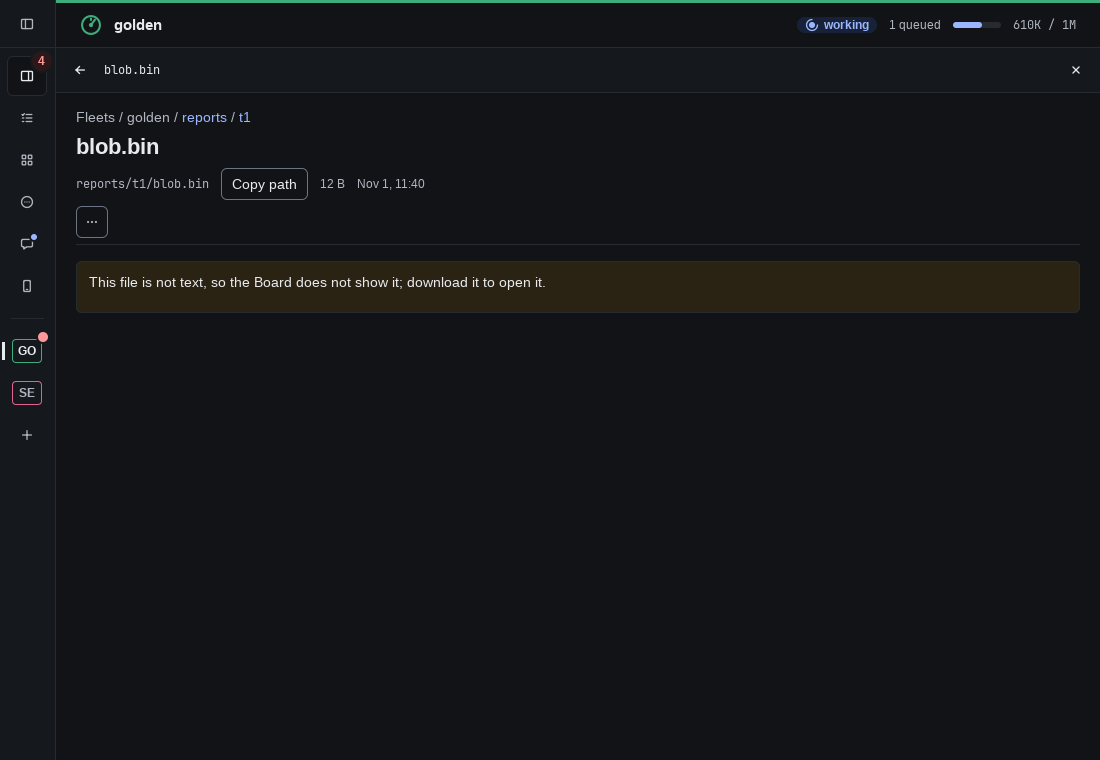 golden
working
1 queued
610K / 1M
4
blob.bin
Fleets / golden / reports / t1
blob.bin
reports/t1/blob.bin
Copy path
12 B
Nov 1, 11:40
This file is not text, so the Board does not show it; download it to open it.
GO
SE